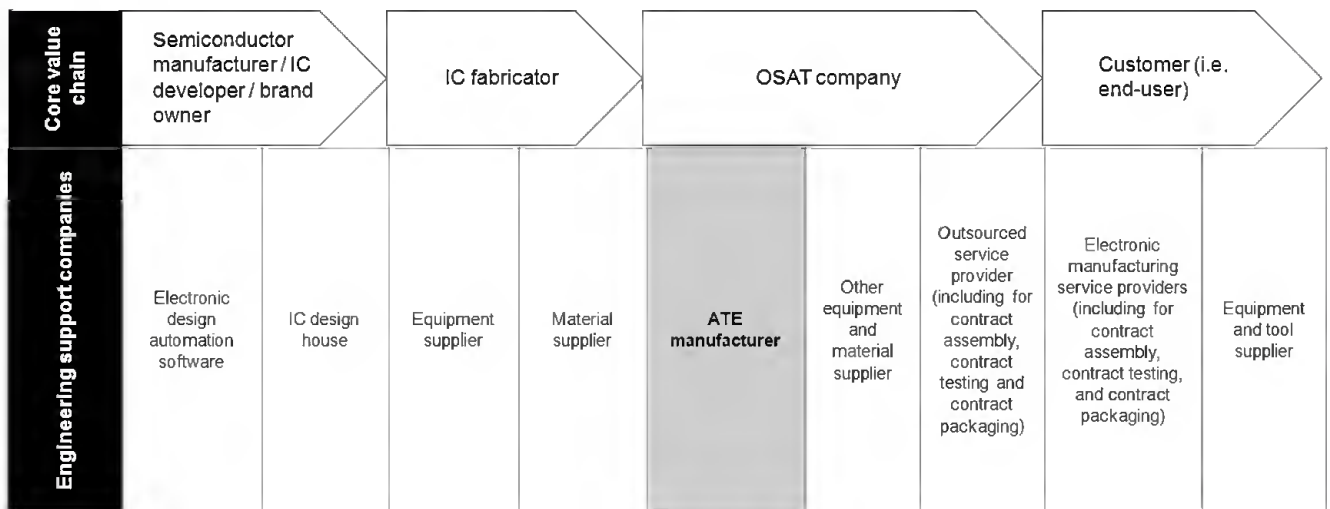 Core value
chain
Semiconductor
manufacturer / IC
developer / brand
owner
IC fabricator
OSAT company
Customer (i.e.
end-user)
Engineering support companies
Electronic
design
automation
software
IC design
house
Equipment
supplier
Material
supplier
ATE
manufacturer
Other
equipment
and
material
supplier
Outsourced
service
provider
(including for
contract
assembly,
contract
testing and
contract
packaging)
Electronic
manufacturing
service providers
(including for
contract
assembly,
contract testing,
and contract
packaging)
Equipment
and tool
supplier